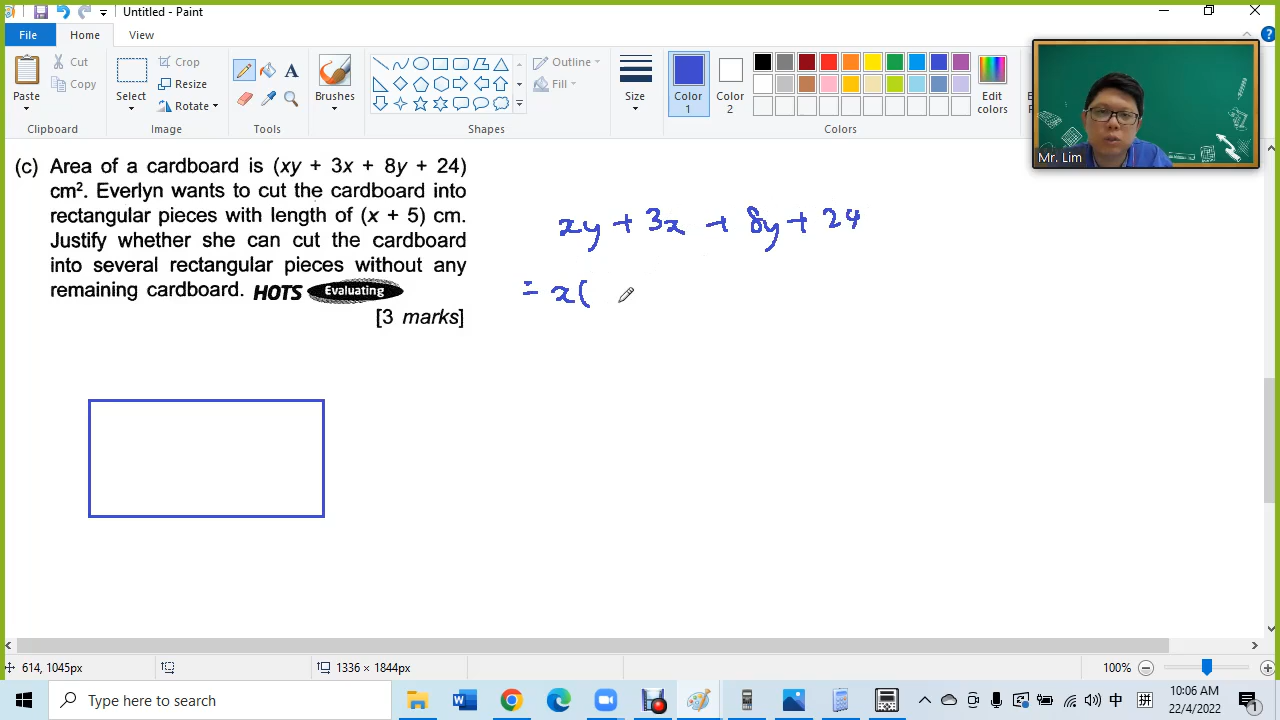 Untitled - Paint
File Home View
Paste Cut Copy Clipboard
Select Crop Resize Rotate Image
Tools
Brushes
Outline Fill Shapes
Size
Color 1 Color 2 Edit colors Colors
Mr. Lim
(c) Area of a cardboard is (xy + 3x + 8y + 24)
cm². Everlyn wants to cut the cardboard into
rectangular pieces with length of (x + 5) cm.
Justify whether she can cut the cardboard
into several rectangular pieces without any
remaining cardboard. HOTS Evaluating
[3 marks]
xy + 3x + 8y + 24
= x(
614, 1045px
1336 × 1844px
100%
Type here to search
中 拼
10:06 AM
22/4/2022
1